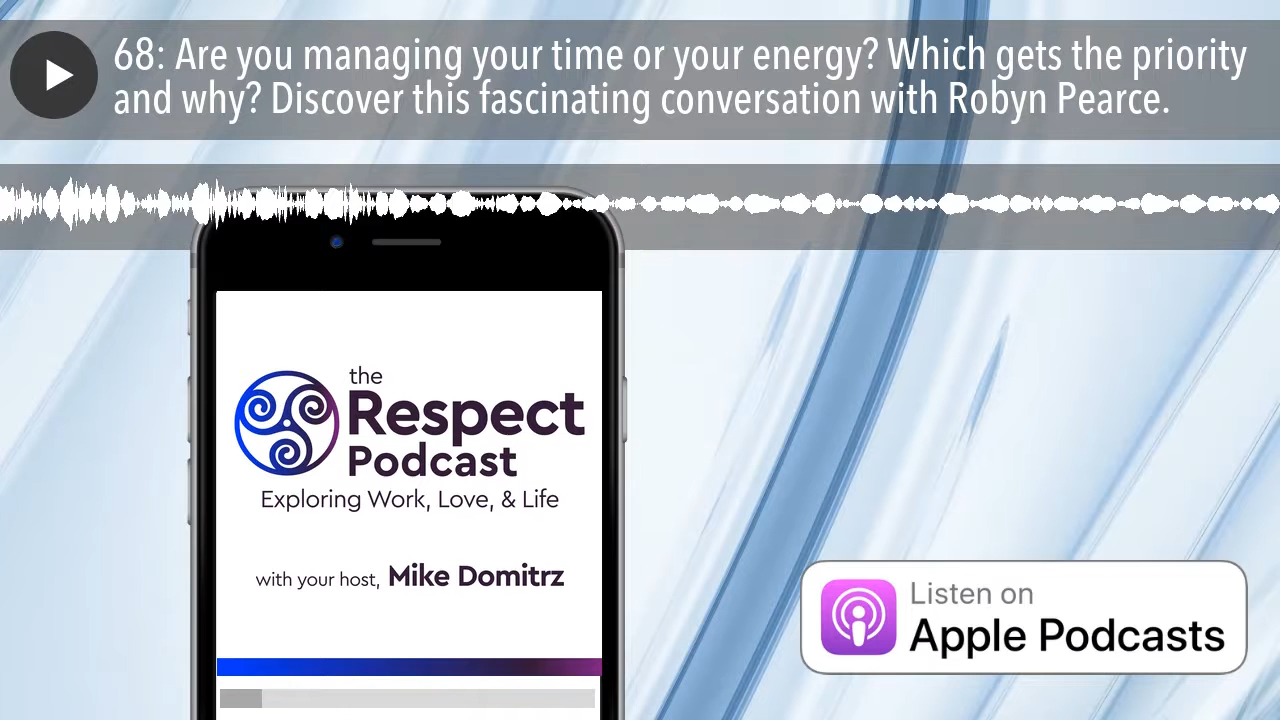 68: Are you managing your time or your energy? Which gets the priority
and why? Discover this fascinating conversation with Robyn Pearce.
the
Respect
Podcast
Exploring Work, Love, & Life
with your host, Mike Domitrz
Listen on
Apple Podcasts